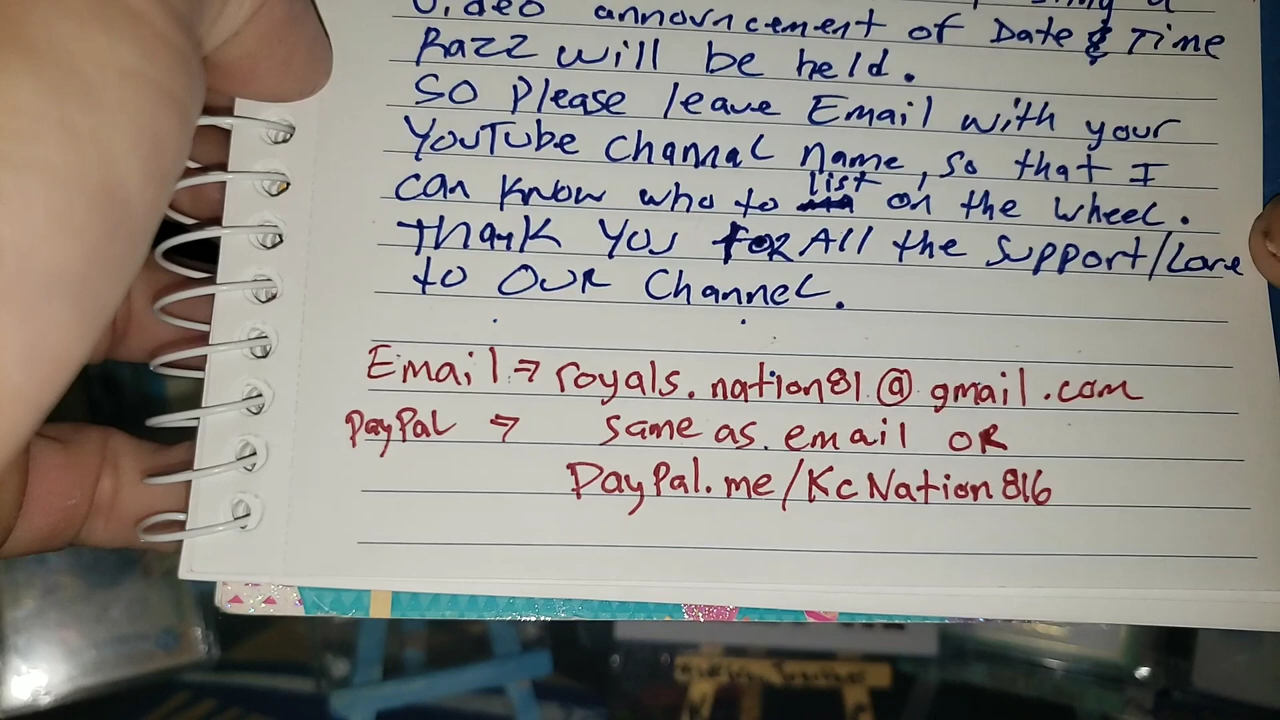 Video announcement of Date & Time
Razz will be held.
So Please leave Email with your
YouTube Channal name, so that I
can know who to list on the wheel.
Thank You FOR All the support/Love
to OUR Channel.
Email → royals.nation81@gmail.com
PayPal → same as email OR
PayPal.me/KcNation816